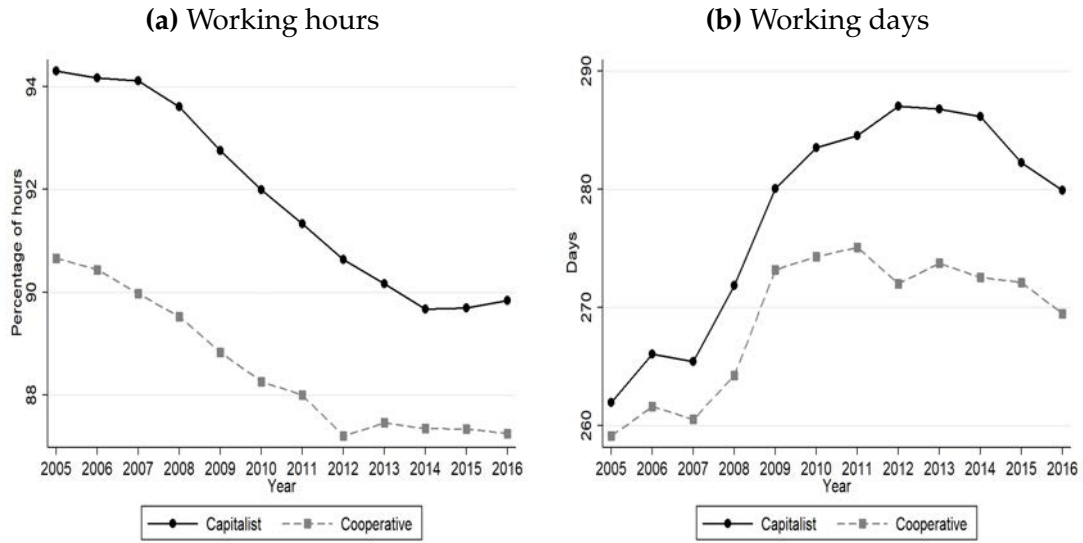 (a) Working hours
Percentage of hours
94
92
90
88
2005 2006 2007 2008 2009 2010 2011 2012 2013 2014 2015 2016
Year
Capitalist Cooperative
(b) Working days
Days
290
280
270
260
2005 2006 2007 2008 2009 2010 2011 2012 2013 2014 2015 2016
Year
Capitalist Cooperative